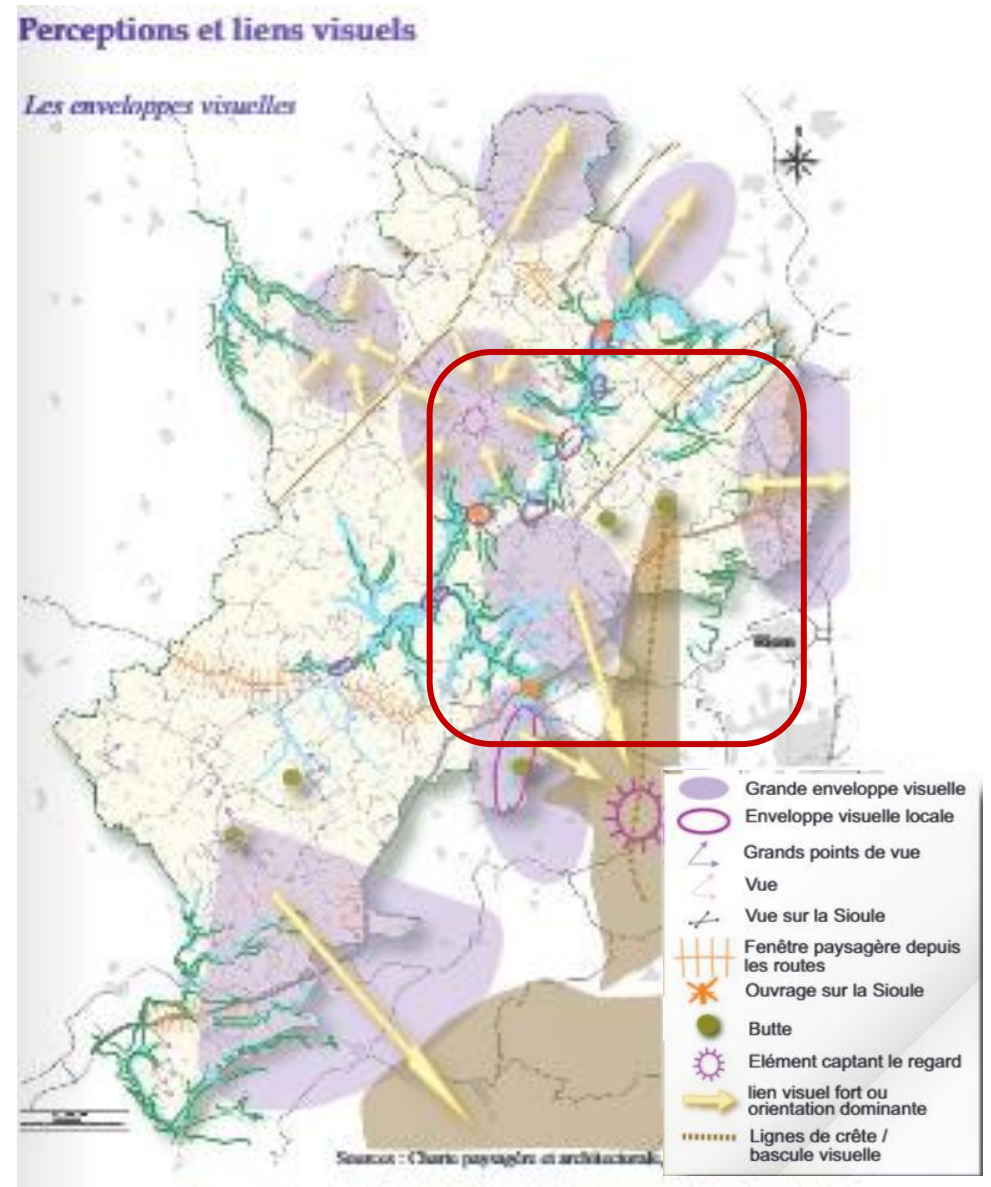 Perceptions et liens visuels
Les enveloppes visuelles
Riom
Grande enveloppe visuelle
Enveloppe visuelle locale
Grands points de vue
Vue
Vue sur la Sioule
Fenêtre paysagère depuis
les routes
Ouvrage sur la Sioule
Butte
Elément captant le regard
lien visuel fort ou
orientation dominante
Lignes de crête /
bascule visuelle
Sources : Charte paysagère et architecturale,